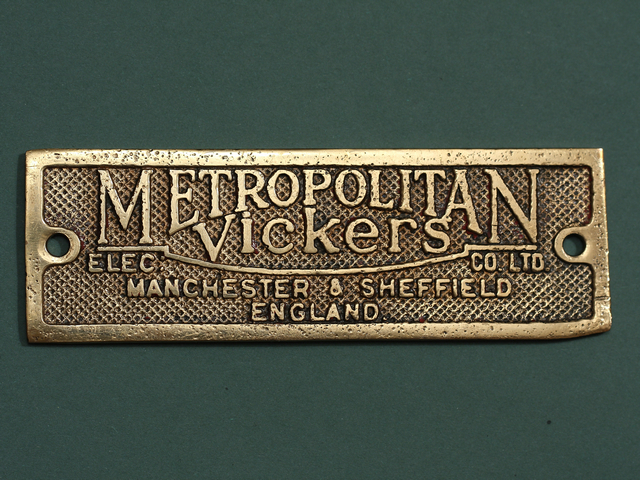 METROPOLITAN
Vickers
ELEC. CO. LTD.
MANCHESTER & SHEFFIELD
ENGLAND.